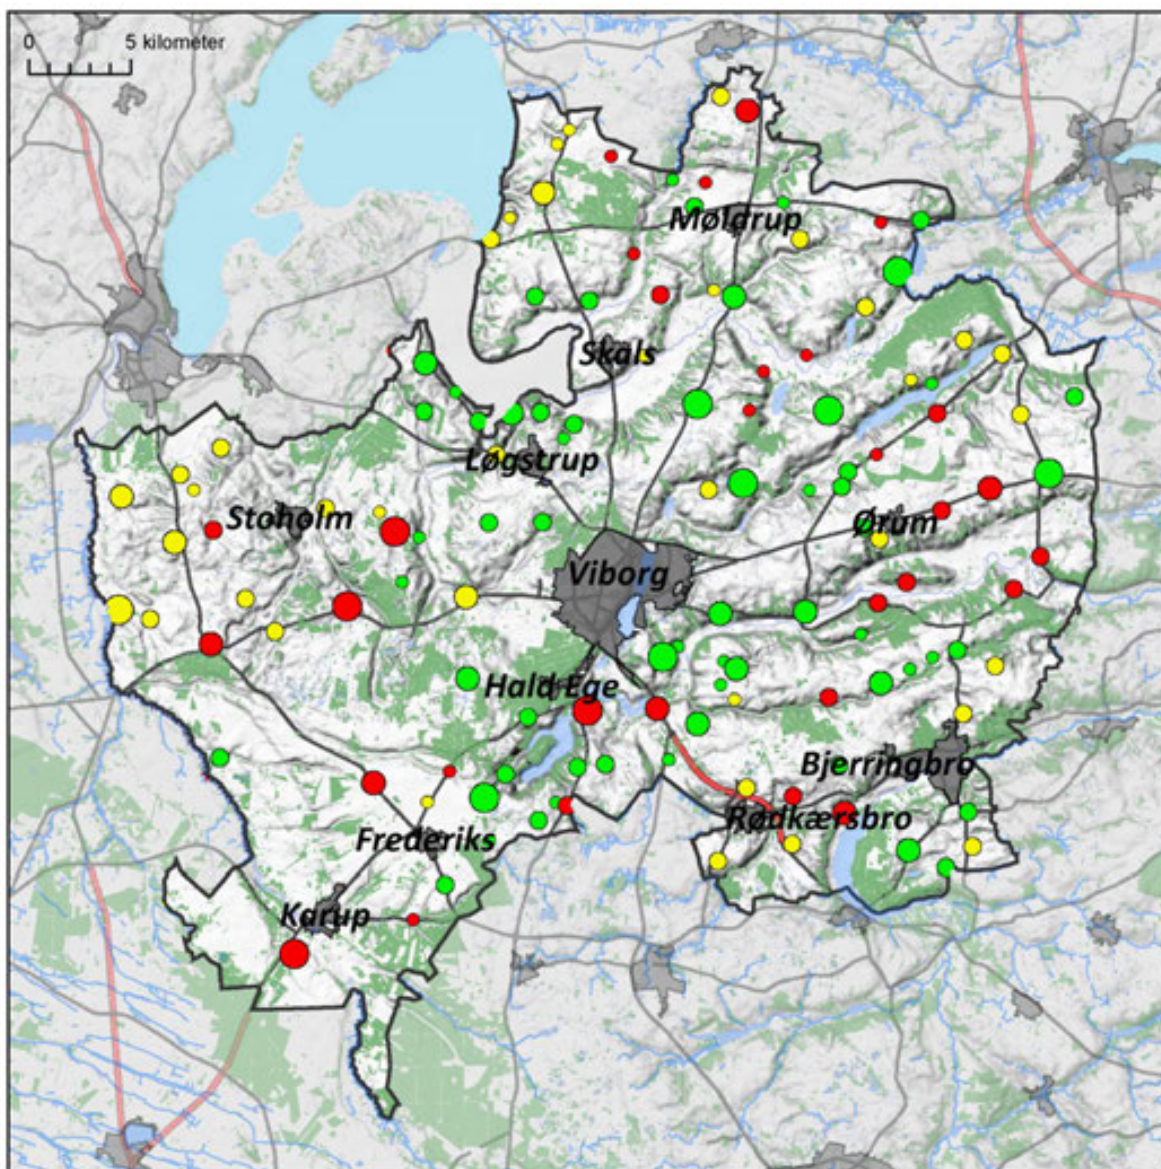 0 5 kilometer
Møldrup
Skals
Løgstrup
Stoholm
Ørum
Viborg
Hald Ege
Bjerringbro
Rødkærsbro
Frederiks
Karup